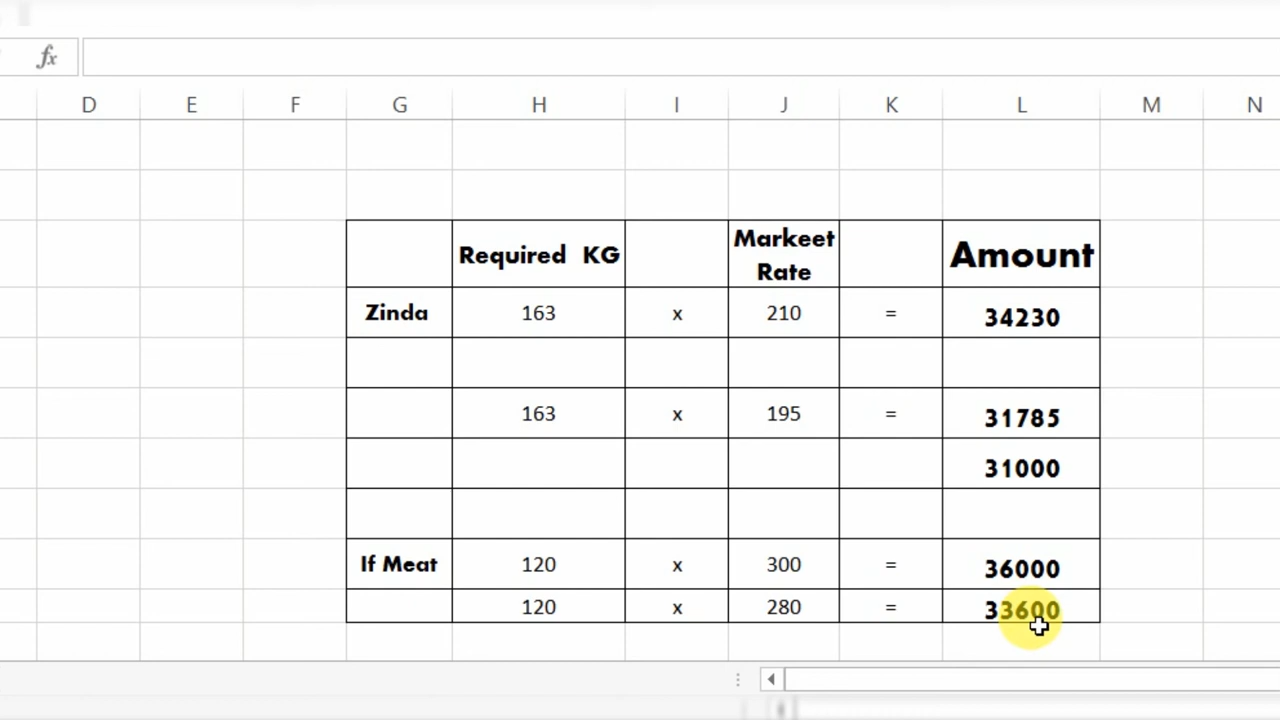 fx
D E F G H I J K L M N
Required KG Markeet Rate Amount
Zinda 163 x 210 = 34230
163 x 195 = 31785
31000
If Meat 120 x 300 = 36000
120 x 280 = 33600